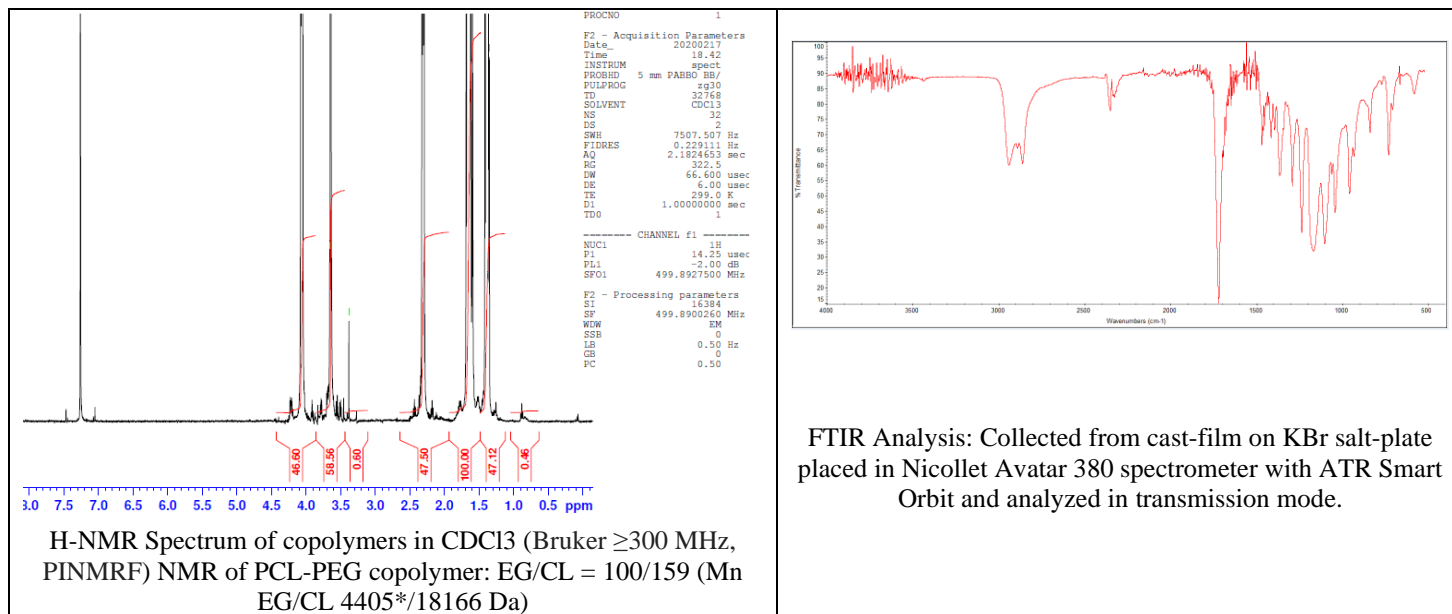 PROCNO 1
F2 - Acquisition Parameters
Date_ 20200217
Time 18.42
INSTRUM spect
PROBHD 5 mm PABBO BB/
PULPROG zg30
TD 32768
SOLVENT CDCl3
NS 32
DS 2
SWH 7507.507 Hz
FIDRES 0.229111 Hz
AQ 2.1824653 sec
RG 322.5
DW 66.600 usec
DE 6.00 usec
TE 299.0 K
D1 1.00000000 sec
TD0 1
======== CHANNEL f1 ========
NUC1 1H
P1 14.25 usec
PL1 -2.00 dB
SFO1 499.8927500 MHz
F2 - Processing parameters
SI 16384
SF 499.8900260 MHz
WDW EM
SSB 0
LB 0.50 Hz
GB 0
PC 0.50
46.60 58.56 0.60 47.50 100.00 47.12 0.46
8.0 7.5 7.0 6.5 6.0 5.5 5.0 4.5 4.0 3.5 3.0 2.5 2.0 1.5 1.0 0.5 ppm
H-NMR Spectrum of copolymers in CDCl3 (Bruker ≥300 MHz,
PINMRF) NMR of PCL-PEG copolymer: EG/CL = 100/159 (Mn
EG/CL 4405*/18166 Da)
% Transmittance
100
95
90
85
80
75
70
65
60
55
50
45
40
35
30
25
20
15
4000 3500 3000 2500 2000 1500 1000 500
Wavenumbers (cm-1)
FTIR Analysis: Collected from cast-film on KBr salt-plate
placed in Nicollet Avatar 380 spectrometer with ATR Smart
Orbit and analyzed in transmission mode.